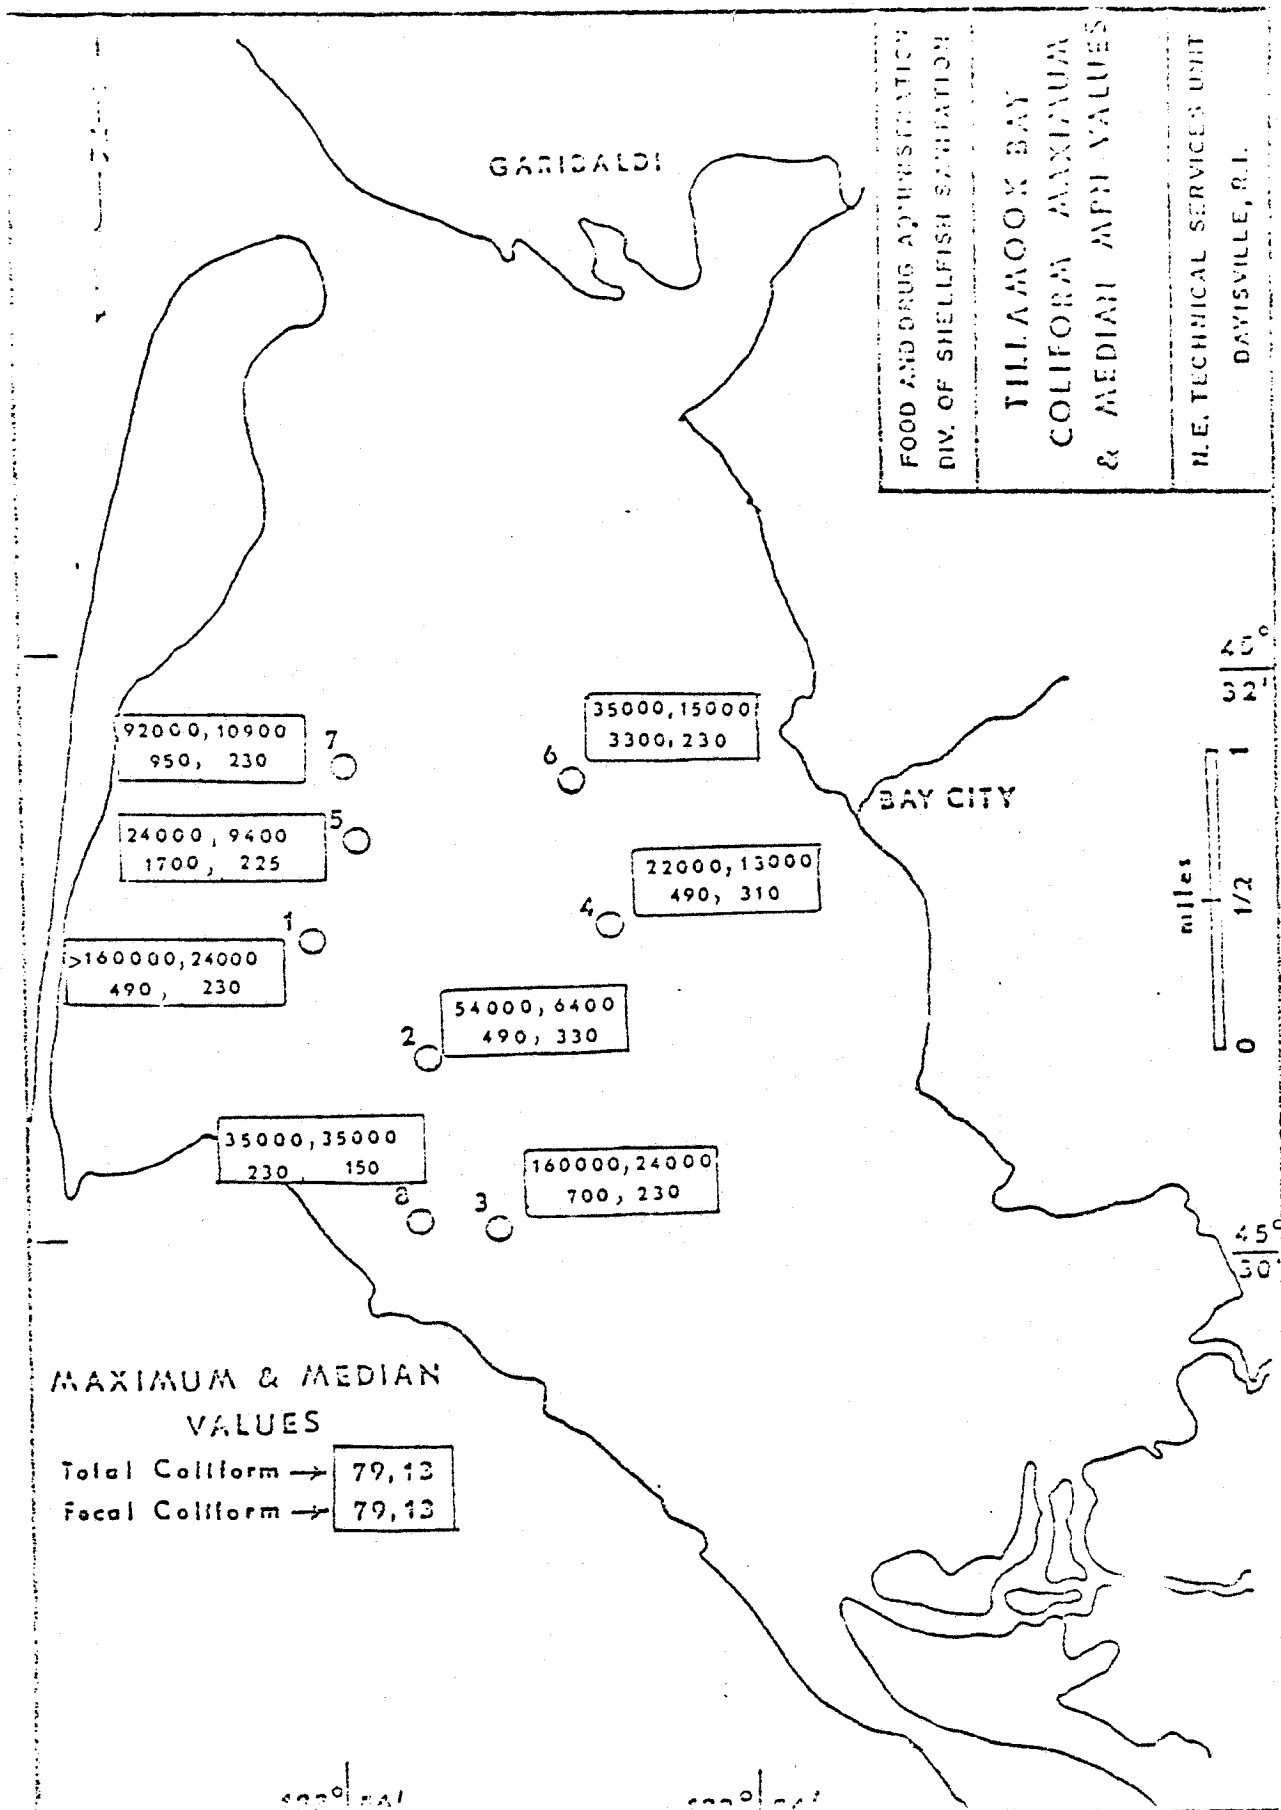 FOOD AND DRUG ADMINISTRATION
DIV. OF SHELLFISH SANITATION
TILLAMOOK BAY
COLIFORM MAXIMUM
& MEDIAN MPN VALUES
N.E. TECHNICAL SERVICES UNIT
DAVISVILLE, R.I.
GARIBALDI
45°
32'
92000, 10900
950, 230
7
35000, 15000
3300, 230
6
BAY CITY
24000, 9400
1700, 225
5
22000, 13000
490, 310
4
1
>160000, 24000
490, 230
miles
1
1/2
0
54000, 6400
490, 330
2
35000, 35000
230, 150
8
160000, 24000
700, 230
3
45°
30'
MAXIMUM & MEDIAN
VALUES
Total Coliform → 79, 13
Fecal Coliform → 79, 13